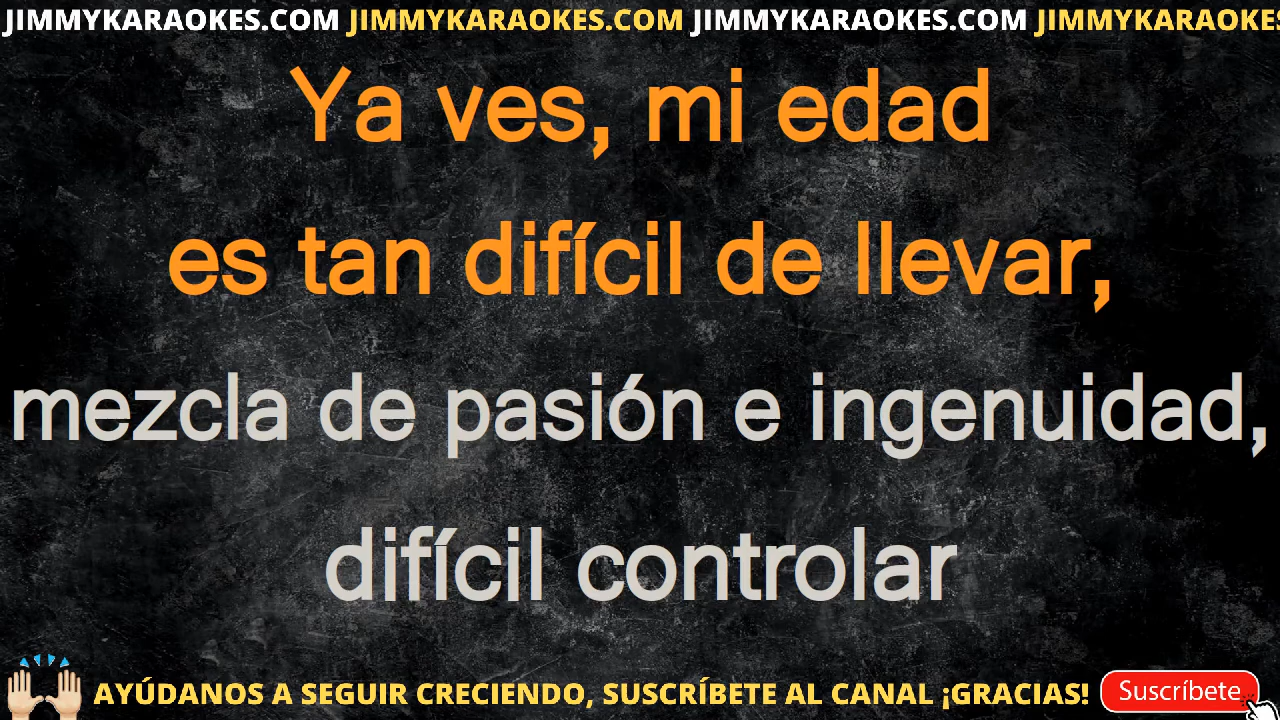 JIMMYKARAOKES.COM JIMMYKARAOKES.COM JIMMYKARAOKES.COM JIMMYKARAOKE
Ya ves, mi edad
es tan difícil de llevar,
mezcla de pasión e ingenuidad,
difícil controlar
AYÚDANOS A SEGUIR CRECIENDO, SUSCRÍBETE AL CANAL ¡GRACIAS! Suscríbete